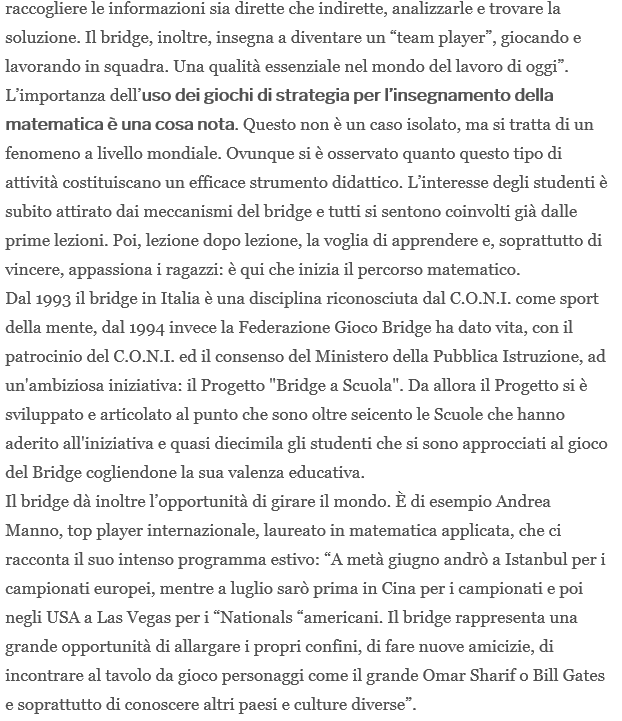 raccogliere le informazioni sia dirette che indirette, analizzarle e trovare la
soluzione. Il bridge, inoltre, insegna a diventare un “team player”, giocando e
lavorando in squadra. Una qualità essenziale nel mondo del lavoro di oggi”.
L’importanza dell’uso dei giochi di strategia per l’insegnamento della
matematica è una cosa nota. Questo non è un caso isolato, ma si tratta di un
fenomeno a livello mondiale. Ovunque si è osservato quanto questo tipo di
attività costituiscano un efficace strumento didattico. L’interesse degli studenti è
subito attirato dai meccanismi del bridge e tutti si sentono coinvolti già dalle
prime lezioni. Poi, lezione dopo lezione, la voglia di apprendere e, soprattutto di
vincere, appassiona i ragazzi: è qui che inizia il percorso matematico.
Dal 1993 il bridge in Italia è una disciplina riconosciuta dal C.O.N.I. come sport
della mente, dal 1994 invece la Federazione Gioco Bridge ha dato vita, con il
patrocinio del C.O.N.I. ed il consenso del Ministero della Pubblica Istruzione, ad
un'ambiziosa iniziativa: il Progetto "Bridge a Scuola". Da allora il Progetto si è
sviluppato e articolato al punto che sono oltre seicento le Scuole che hanno
aderito all'iniziativa e quasi diecimila gli studenti che si sono approcciati al gioco
del Bridge cogliendone la sua valenza educativa.
Il bridge dà inoltre l’opportunità di girare il mondo. È di esempio Andrea
Manno, top player internazionale, laureato in matematica applicata, che ci
racconta il suo intenso programma estivo: “A metà giugno andrò a Istanbul per i
campionati europei, mentre a luglio sarò prima in Cina per i campionati e poi
negli USA a Las Vegas per i “Nationals “americani. Il bridge rappresenta una
grande opportunità di allargare i propri confini, di fare nuove amicizie, di
incontrare al tavolo da gioco personaggi come il grande Omar Sharif o Bill Gates
e soprattutto di conoscere altri paesi e culture diverse”.